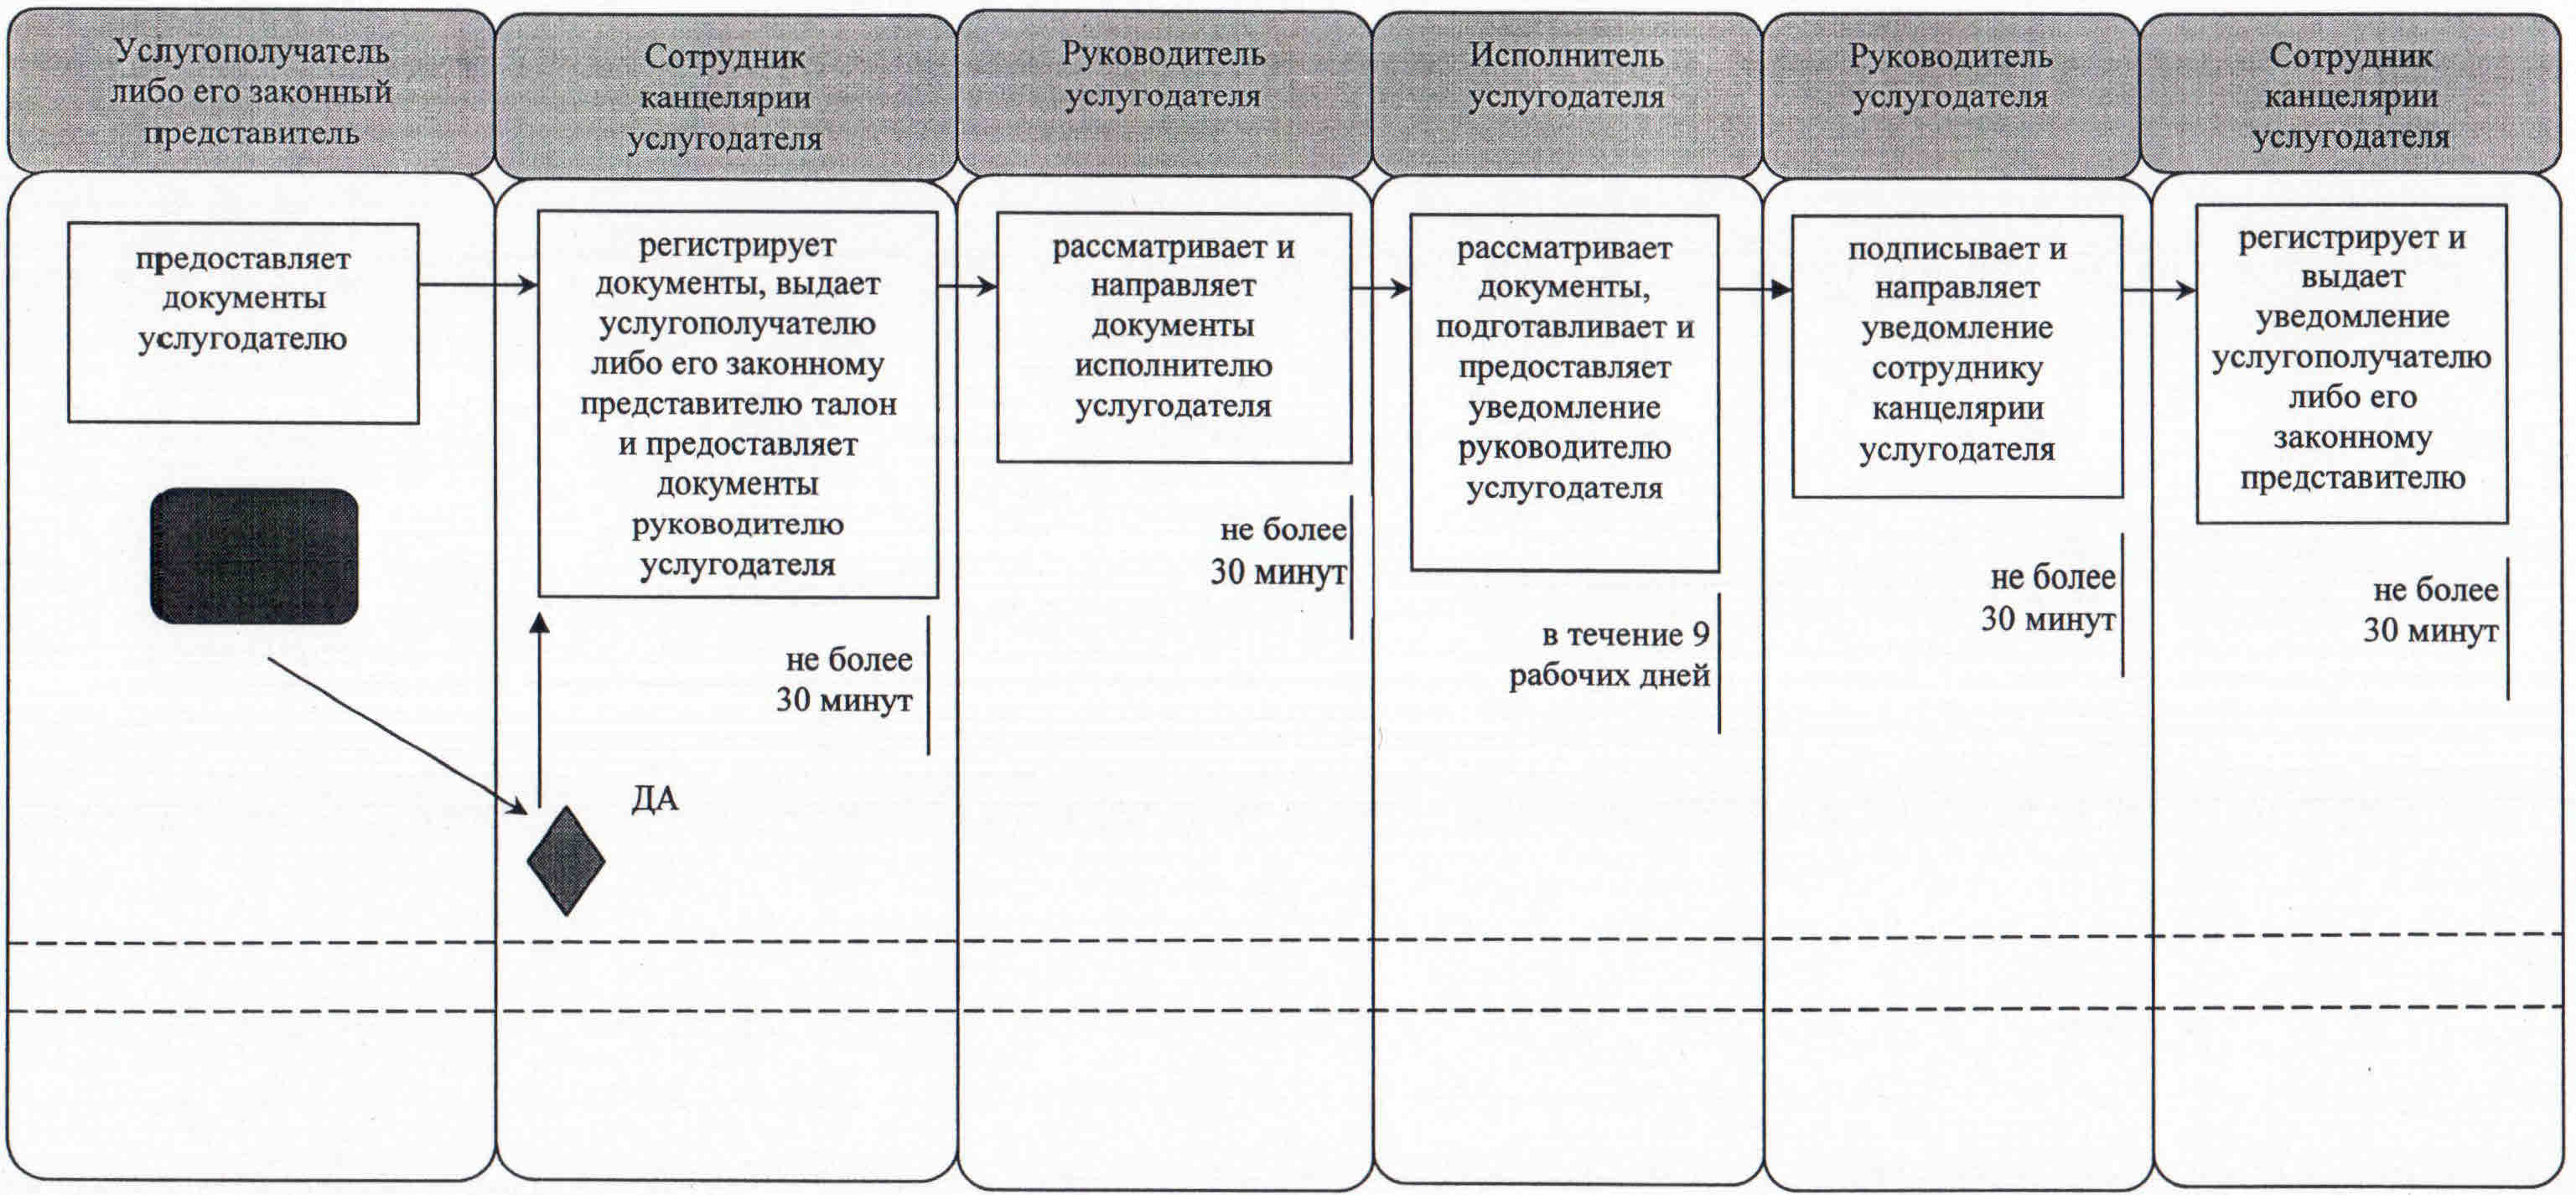 Услугополучатель
либо его законный
представитель
Сотрудник
канцелярии
услугодателя
Руководитель
услугодателя
Исполнитель
услугодателя
Руководитель
услугодателя
Сотрудник
канцелярии
услугодателя
предоставляет
документы
услугодателю
регистрирует
документы, выдает
услугополучателю
либо его законному
представителю талон
и предоставляет
документы
руководителю
услугодателя
не более
30 минут
ДА
рассматривает и
направляет
документы
исполнителю
услугодателя
не более
30 минут
рассматривает
документы,
подготавливает и
предоставляет
уведомление
руководителю
услугодателя
в течение 9
рабочих дней
подписывает и
направляет
уведомление
сотруднику
канцелярии
услугодателя
не более
30 минут
регистрирует и
выдает
уведомление
услугополучателю
либо его
законному
представителю
не более
30 минут